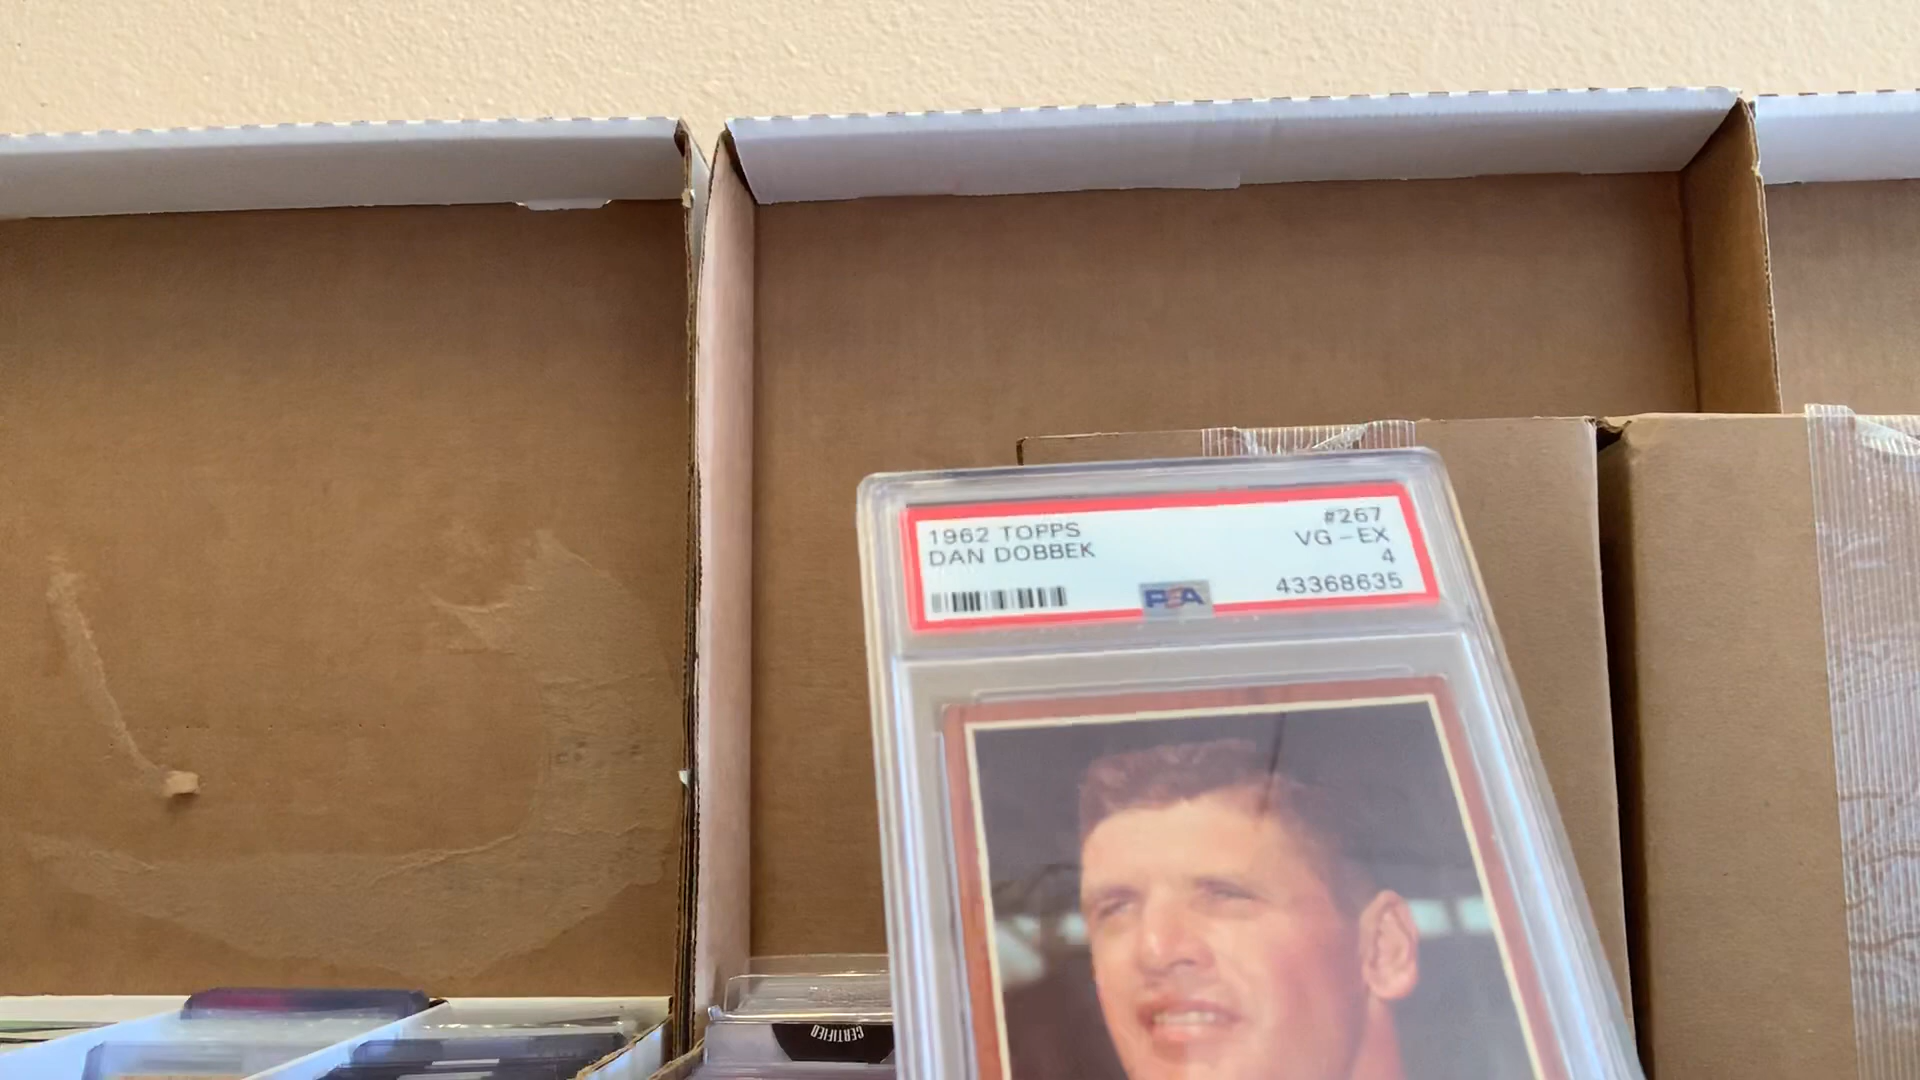 1962 TOPPS
#267
DAN DOBBEK
VG - EX
4
43368635
PSA
CERTIFIED